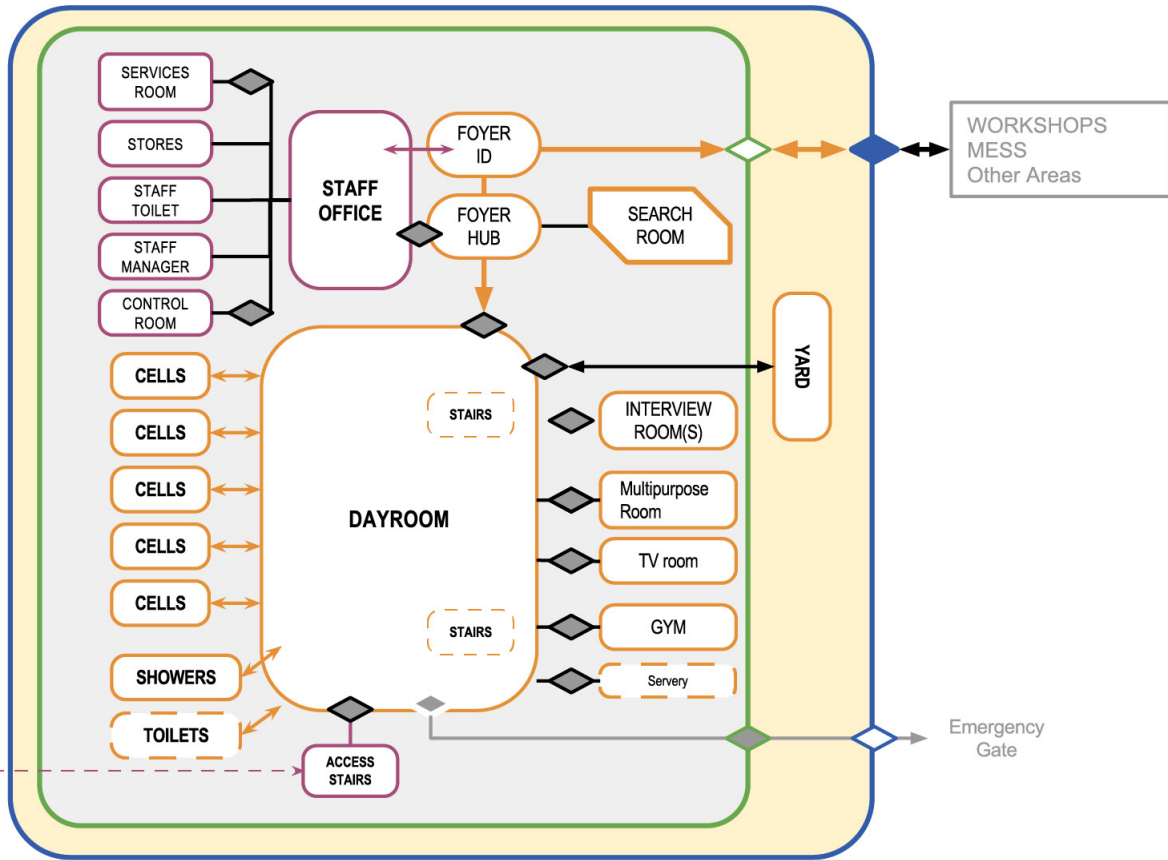 SERVICES
ROOM
STORES
STAFF
TOILET
STAFF
MANAGER
CONTROL
ROOM
STAFF
OFFICE
FOYER
ID
FOYER
HUB
SEARCH
ROOM
WORKSHOPS
MESS
Other Areas
YARD
CELLS
CELLS
CELLS
CELLS
CELLS
SHOWERS
TOILETS
DAYROOM
STAIRS
STAIRS
INTERVIEW
ROOM(S)
Multipurpose
Room
TV room
GYM
Servery
ACCESS
STAIRS
Emergency
Gate